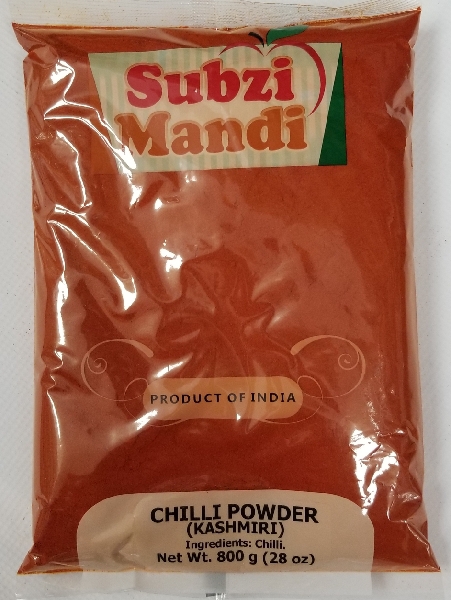 Subzi
Mandi
PRODUCT OF INDIA
CHILLI POWDER
(KASHMIRI)
Ingredients: Chilli.
Net Wt. 800 g (28 oz)